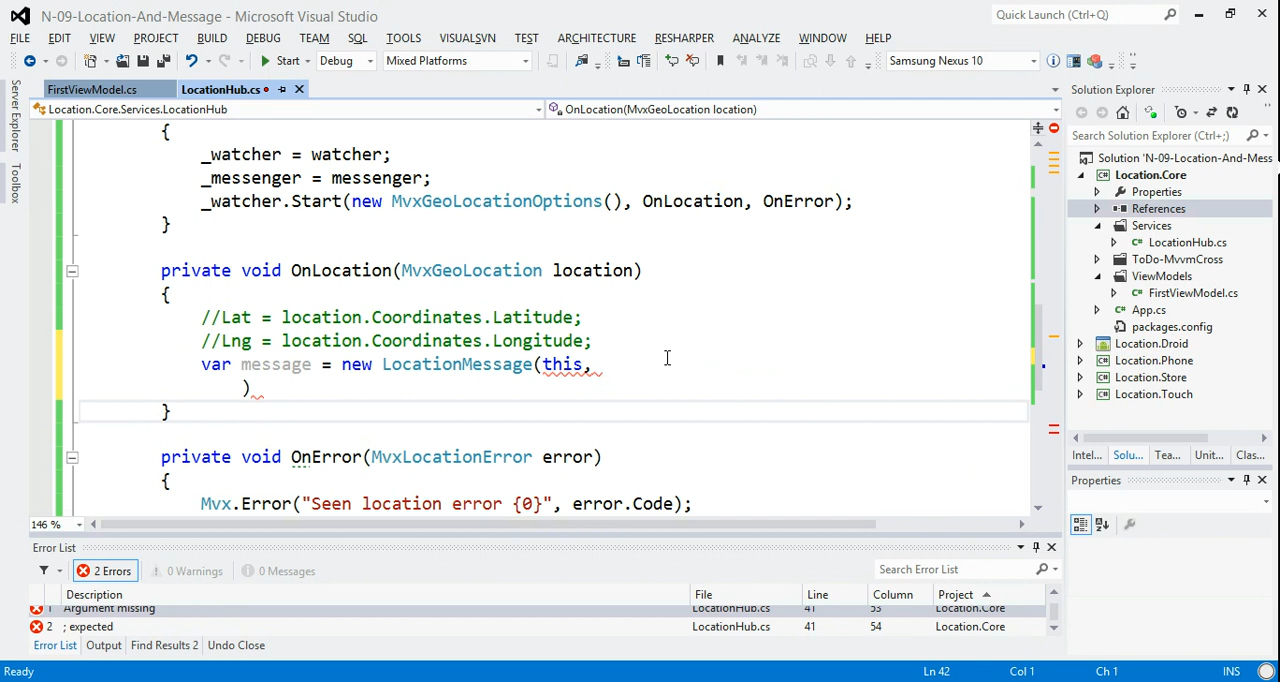 N-09-Location-And-Message - Microsoft Visual Studio
Quick Launch (Ctrl+Q)
FILE EDIT VIEW PROJECT BUILD DEBUG TEAM SQL TOOLS VISUALSVN TEST ARCHITECTURE RESHARPER ANALYZE WINDOW HELP
Start Debug Mixed Platforms Samsung Nexus 10
Server Explorer
Toolbox
FirstViewModel.cs LocationHub.cs
Location.Core.Services.LocationHub OnLocation(MvxGeoLocation location)
{
_watcher = watcher;
_messenger = messenger;
_watcher.Start(new MvxGeoLocationOptions(), OnLocation, OnError);
}
private void OnLocation(MvxGeoLocation location)
{
//Lat = location.Coordinates.Latitude;
//Lng = location.Coordinates.Longitude;
var message = new LocationMessage(this,
)
}
private void OnError(MvxLocationError error)
{
Mvx.Error("Seen location error {0}", error.Code);
146 %
Solution Explorer
Search Solution Explorer (Ctrl+;)
Solution 'N-09-Location-And-Mess
Location.Core
Properties
References
Services
LocationHub.cs
ToDo-MvvmCross
ViewModels
FirstViewModel.cs
App.cs
packages.config
Location.Droid
Location.Phone
Location.Store
Location.Touch
Intel... Solu... Tea... Unit... Clas...
Properties
Error List
2 Errors 0 Warnings 0 Messages
Search Error List
Description File Line Column Project
1 Argument missing LocationHub.cs 41 53 Location.Core
2 ; expected LocationHub.cs 41 54 Location.Core
Error List Output Find Results 2 Undo Close
Ready Ln 42 Col 1 Ch 1 INS